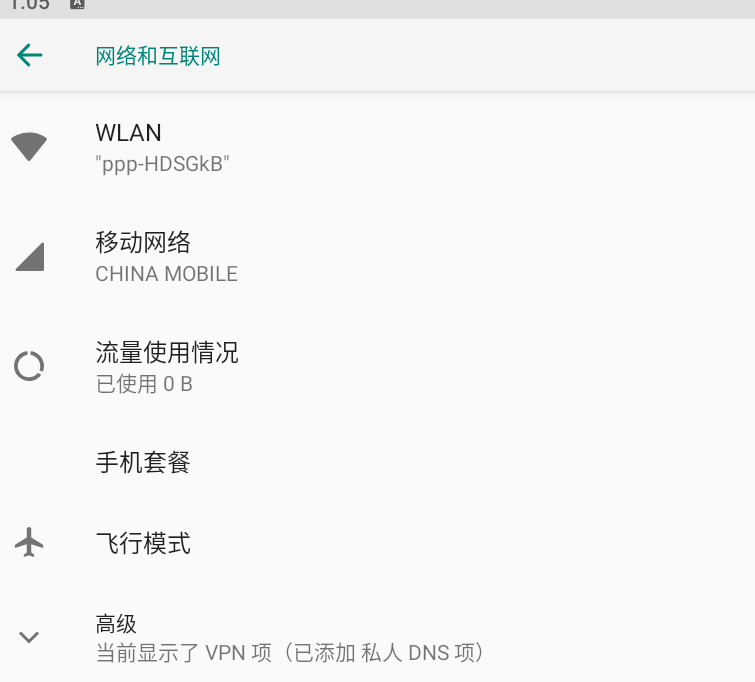 1:05
网络和互联网
WLAN
"ppp-HDSGkB"
移动网络
CHINA MOBILE
流量使用情况
已使用 0 B
手机套餐
飞行模式
高级
当前显示了 VPN 项（已添加 私人 DNS 项）